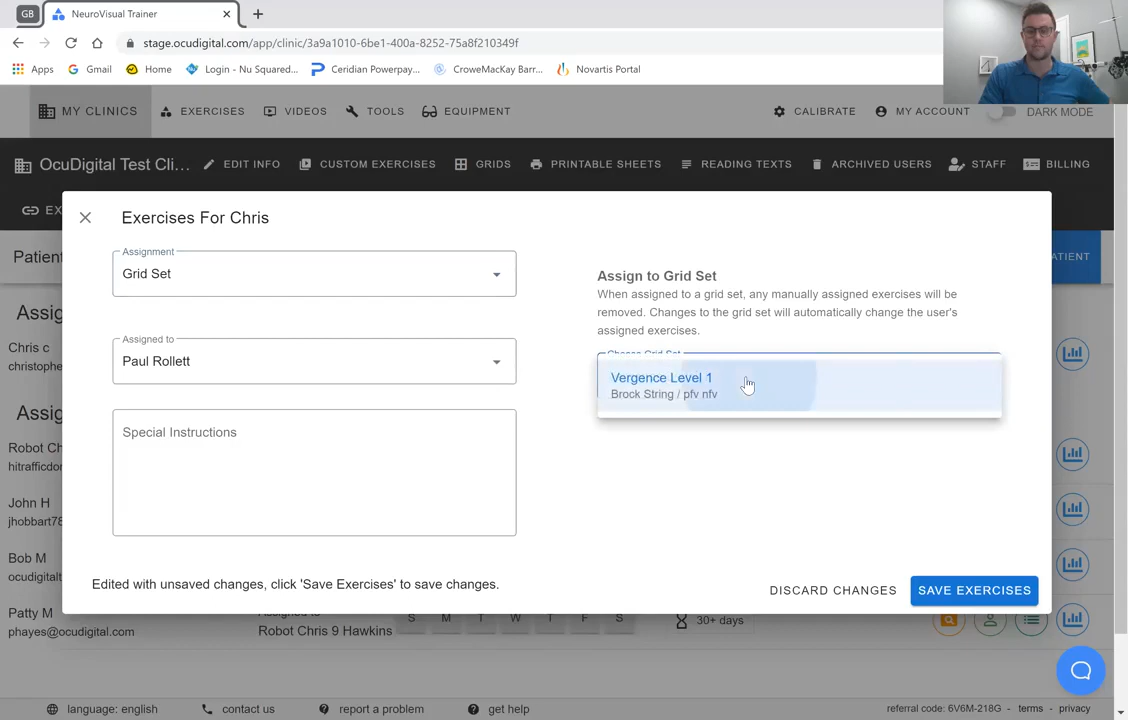 GB
NeuroVisual Trainer
stage.ocudigital.com/app/clinic/3a9a1010-6be1-400a-8252-75a8f210349f
Apps
Gmail
Home
Login - Nu Squared...
Ceridian Powerpay...
CroweMacKay Barr...
Novartis Portal
MY CLINICS
EXERCISES
VIDEOS
TOOLS
EQUIPMENT
CALIBRATE
MY ACCOUNT
DARK MODE
OcuDigital Test Cli...
EDIT INFO
CUSTOM EXERCISES
GRIDS
PRINTABLE SHEETS
READING TEXTS
ARCHIVED USERS
STAFF
BILLING
EX
Patient
ATIENT
Assig
Chris c
christophe
Assig
Robot Ch
hitrafficdor
John H
jhobbart78
Bob M
ocudigitalt
Patty M
phayes@ocudigital.com
Exercises For Chris
Assignment
Grid Set
Assigned to
Paul Rollett
Special Instructions
Assign to Grid Set
When assigned to a grid set, any manually assigned exercises will be
removed. Changes to the grid set will automatically change the user's
assigned exercises.
Choose Grid Set
Vergence Level 1
Brock String / pfv nfv
Edited with unsaved changes, click 'Save Exercises' to save changes.
DISCARD CHANGES
SAVE EXERCISES
Assigned to
Robot Chris 9 Hawkins
S M T W T F S
30+ days
language: english
contact us
report a problem
get help
referral code: 6V6M-218G - terms - privacy